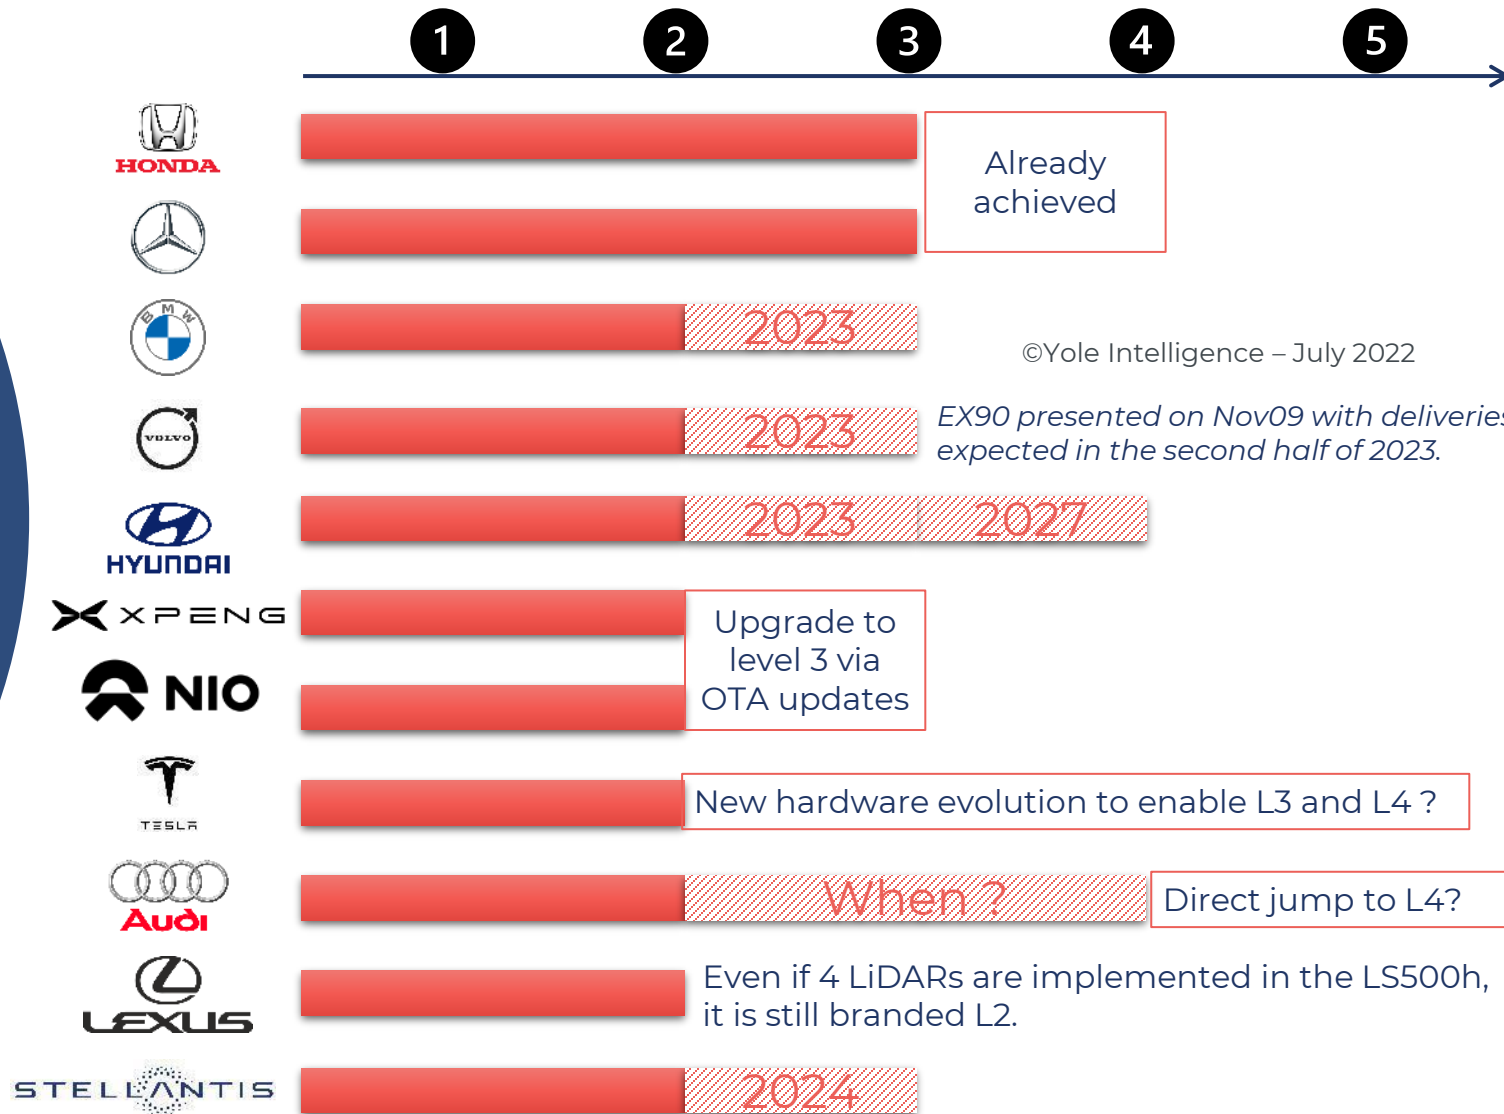 1 2 3 4 5
HONDA
Already
achieved
BMW
2023
©Yole Intelligence – July 2022
VOLVO
2023
EX90 presented on Nov09 with deliveries
expected in the second half of 2023.
HYUNDAI
2023 2027
XPENG
Upgrade to
level 3 via
OTA updates
NIO
TESLA
New hardware evolution to enable L3 and L4 ?
Audi
When ?
Direct jump to L4?
LEXUS
Even if 4 LiDARs are implemented in the LS500h,
it is still branded L2.
STELLANTIS
2024